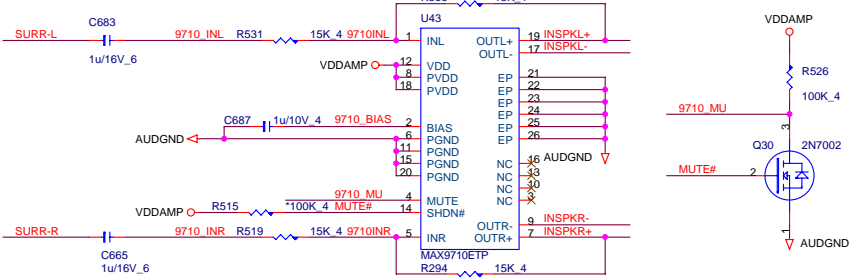 C683
U43
VDDAMP
SURR-L 9710_INL R531 15K_4 9710INL 1 INL OUTL+ 19 INSPKL+
1u/16V_6 OUTL- 17 INSPKL-
VDDAMP 12 VDD EP 21
8 PVDD EP 22
18 PVDD EP 23
EP 24
EP 25
EP 26
R526
100K_4
C687 1u/10V_4 9710_BIAS 2 BIAS
AUDGND 6 PGND
11 PGND
15 PGND
20 PGND
NC 16 AUDGND
NC 13
NC 10
NC
9710_MU
3
Q30 2N7002
MUTE# 2
1
AUDGND
9710_MU 4 MUTE
VDDAMP R515 *100K_4 MUTE# 14 SHDN#
OUTR- 9 INSPKR-
SURR-R 9710_INR R519 15K_4 9710INR 5 INR OUTR+ 7 INSPKR+
C665
1u/16V_6
MAX9710ETP
R294 15K_4